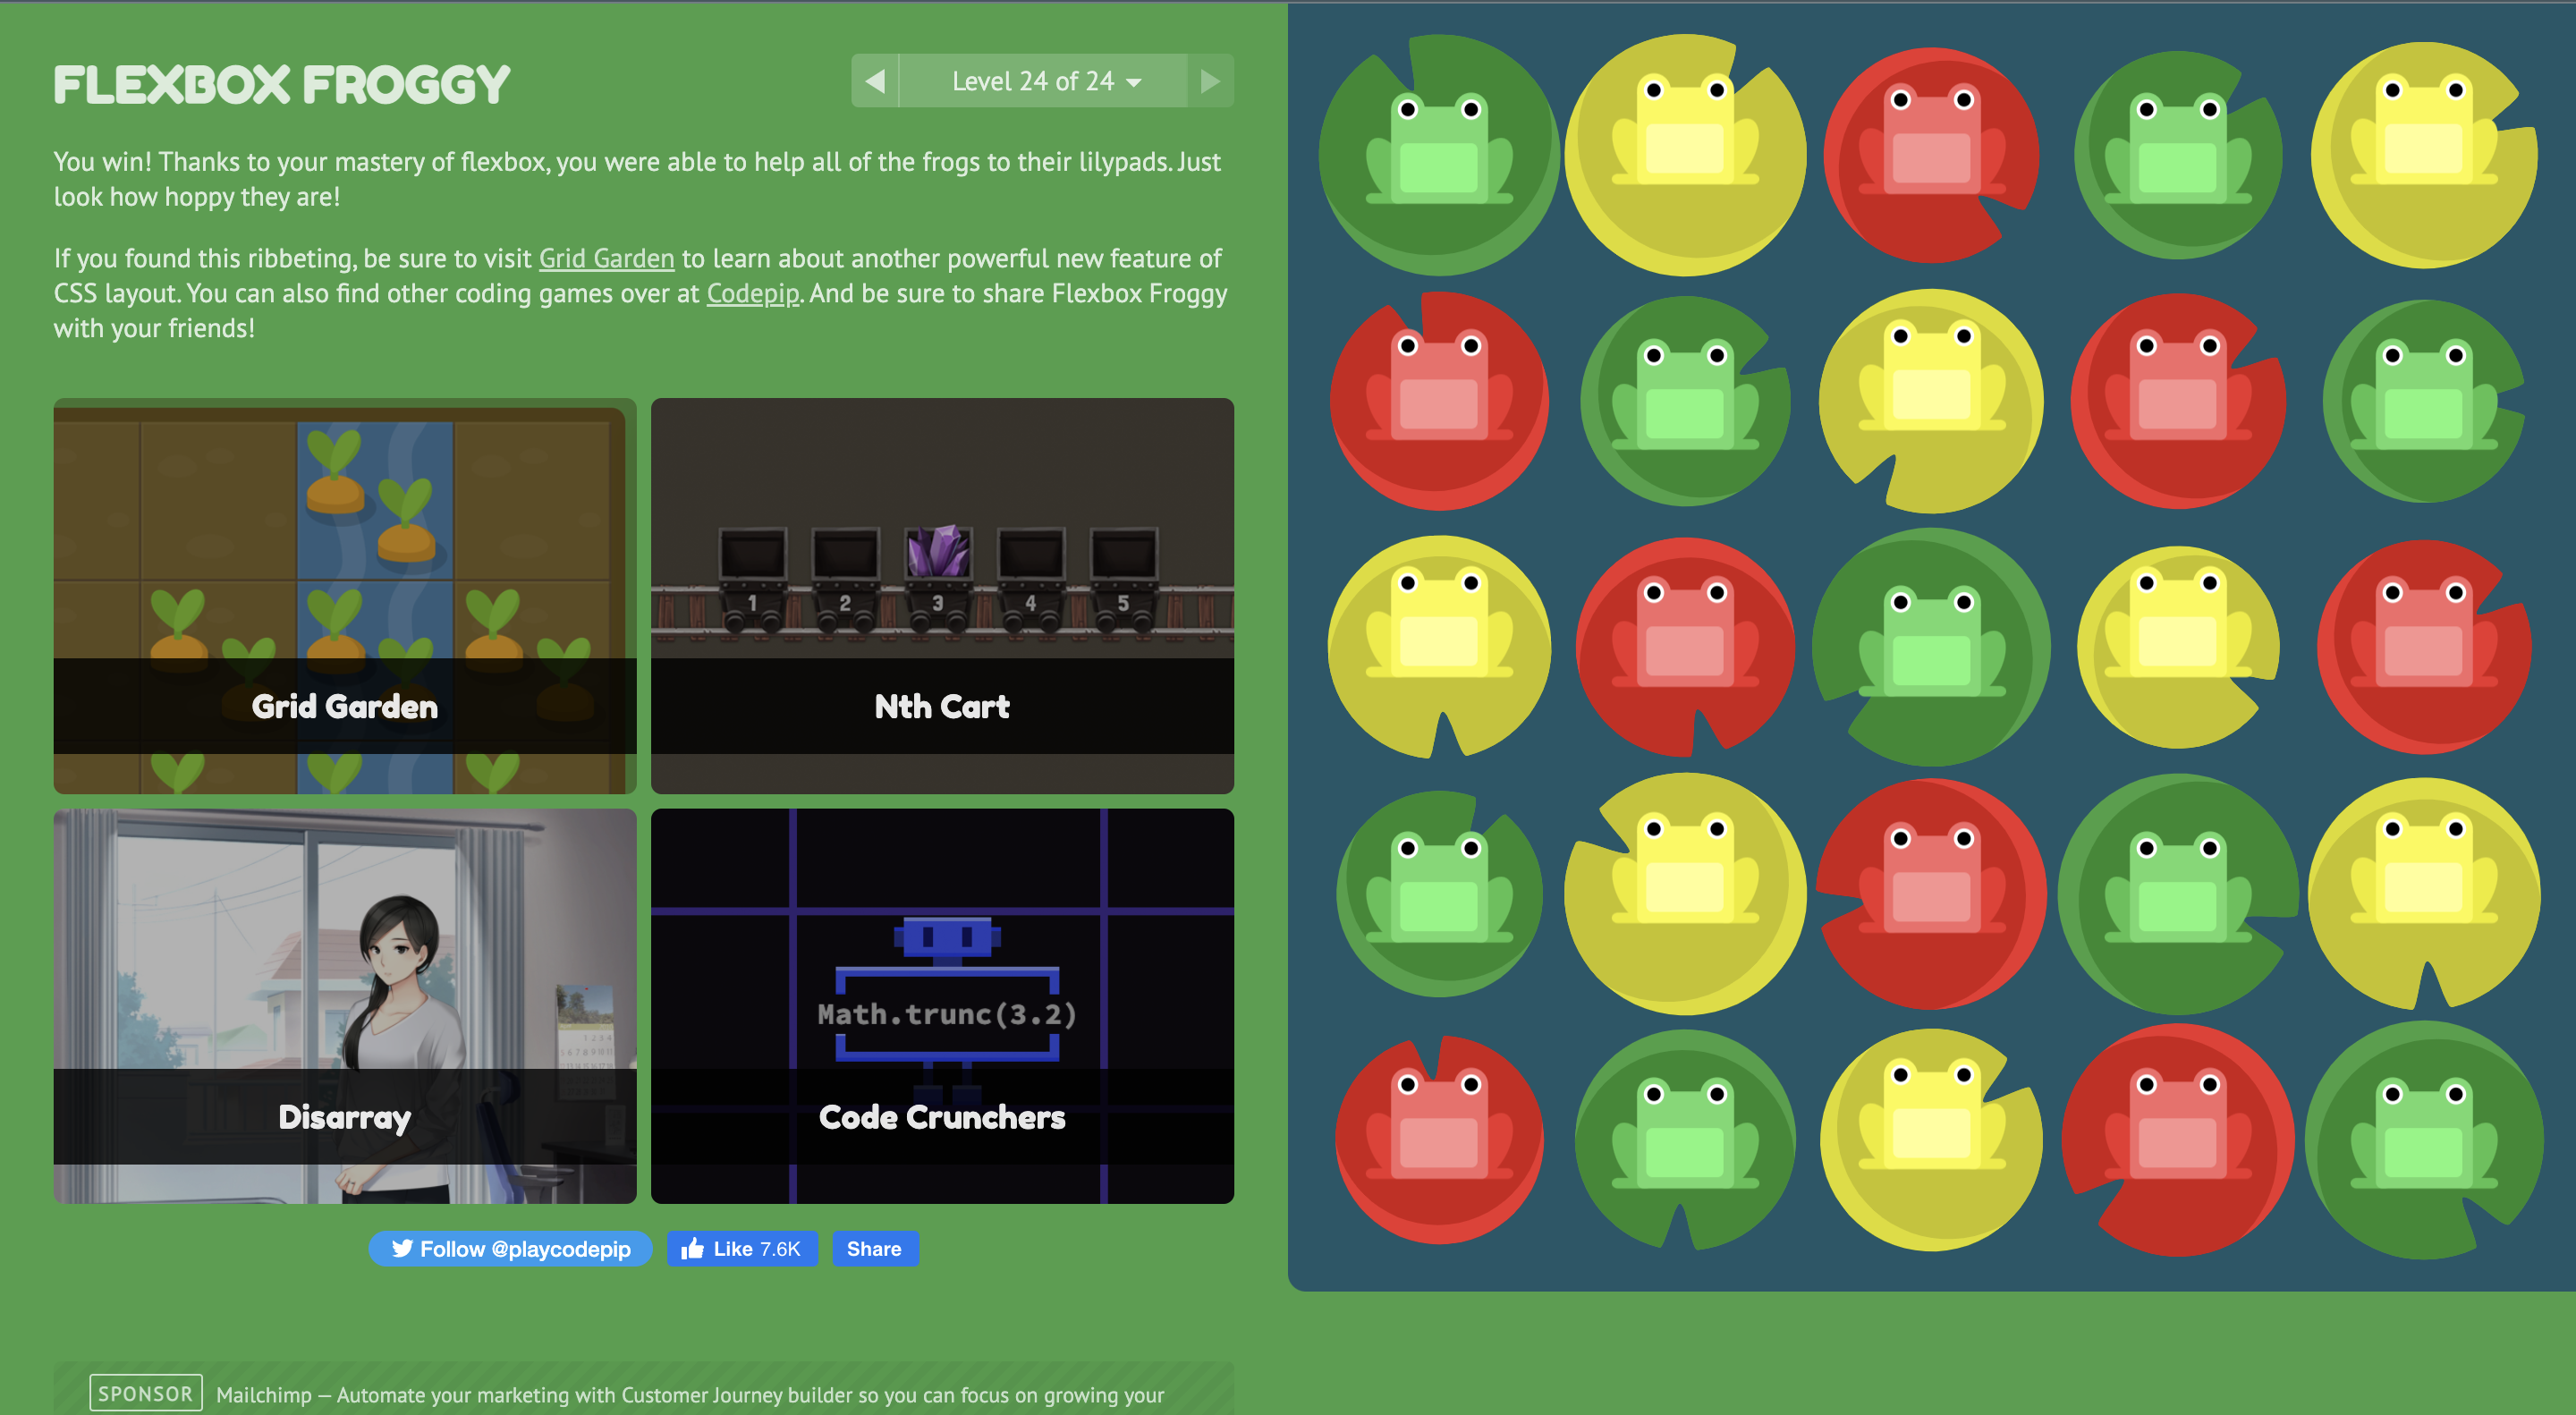 FLEXBOX FROGGY
Level 24 of 24
You win! Thanks to your mastery of flexbox, you were able to help all of the frogs to their lilypads. Just
look how hoppy they are!
If you found this ribbeting, be sure to visit Grid Garden to learn about another powerful new feature of
CSS layout. You can also find other coding games over at Codepip. And be sure to share Flexbox Froggy
with your friends!
1 2 3 4 5
Grid Garden
Nth Cart
Math.trunc(3.2)
Disarray
Code Crunchers
Follow @playcodepip
Like 7.6K
Share
SPONSOR Mailchimp — Automate your marketing with Customer Journey builder so you can focus on growing your